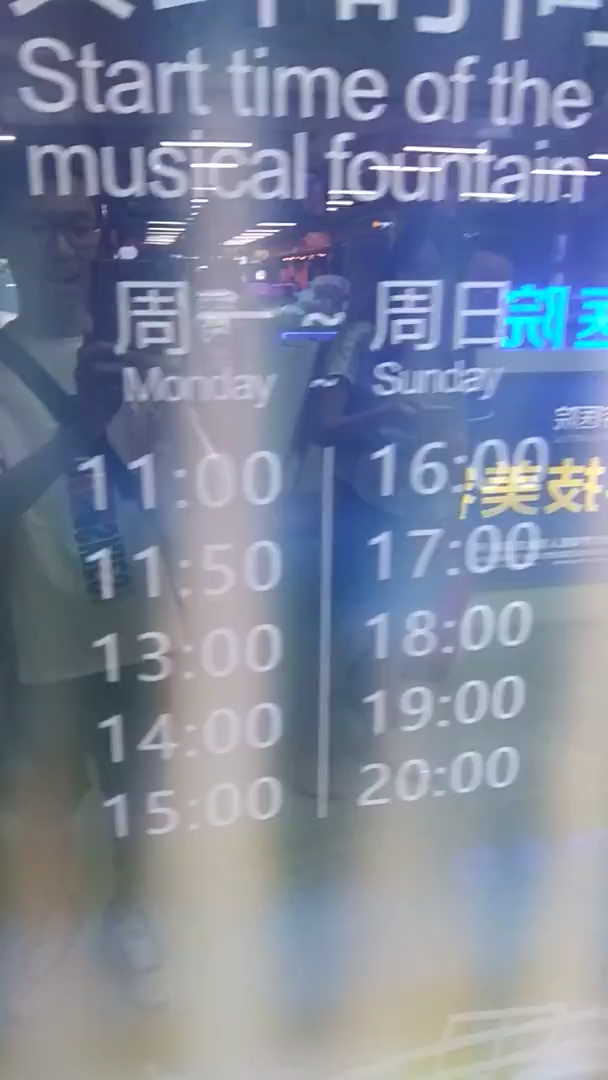 Start time of the
musical fountain
周一 ~ 周日
Monday ~ Sunday
11:00 16:00
11:50 17:00
13:00 18:00
14:00 19:00
15:00 20:00